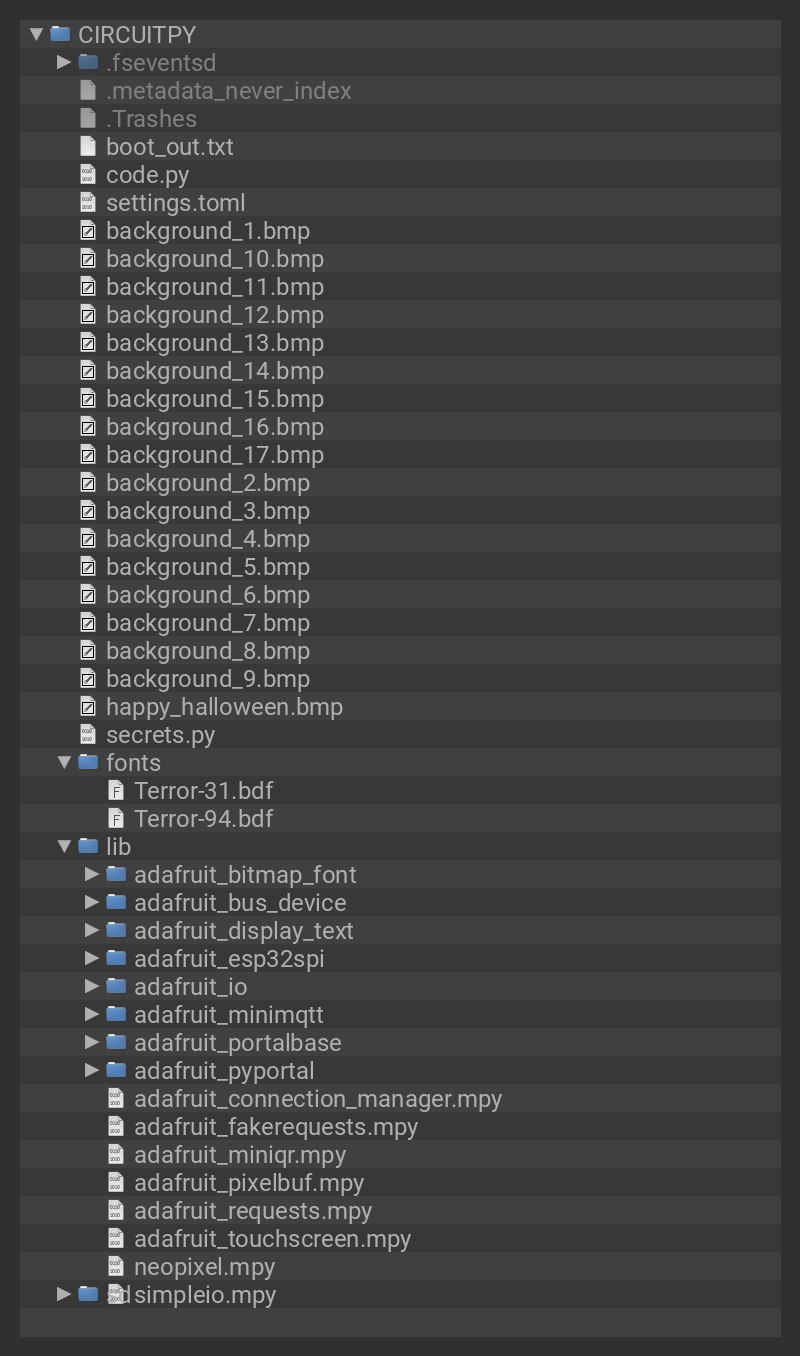 CIRCUITPY
.fseventsd
.metadata_never_index
.Trashes
boot_out.txt
code.py
settings.toml
background_1.bmp
background_10.bmp
background_11.bmp
background_12.bmp
background_13.bmp
background_14.bmp
background_15.bmp
background_16.bmp
background_17.bmp
background_2.bmp
background_3.bmp
background_4.bmp
background_5.bmp
background_6.bmp
background_7.bmp
background_8.bmp
background_9.bmp
happy_halloween.bmp
secrets.py
fonts
Terror-31.bdf
Terror-94.bdf
lib
adafruit_bitmap_font
adafruit_bus_device
adafruit_display_text
adafruit_esp32spi
adafruit_io
adafruit_minimqtt
adafruit_portalbase
adafruit_pyportal
adafruit_connection_manager.mpy
adafruit_fakerequests.mpy
adafruit_miniqr.mpy
adafruit_pixelbuf.mpy
adafruit_requests.mpy
adafruit_touchscreen.mpy
neopixel.mpy
sd simpleio.mpy